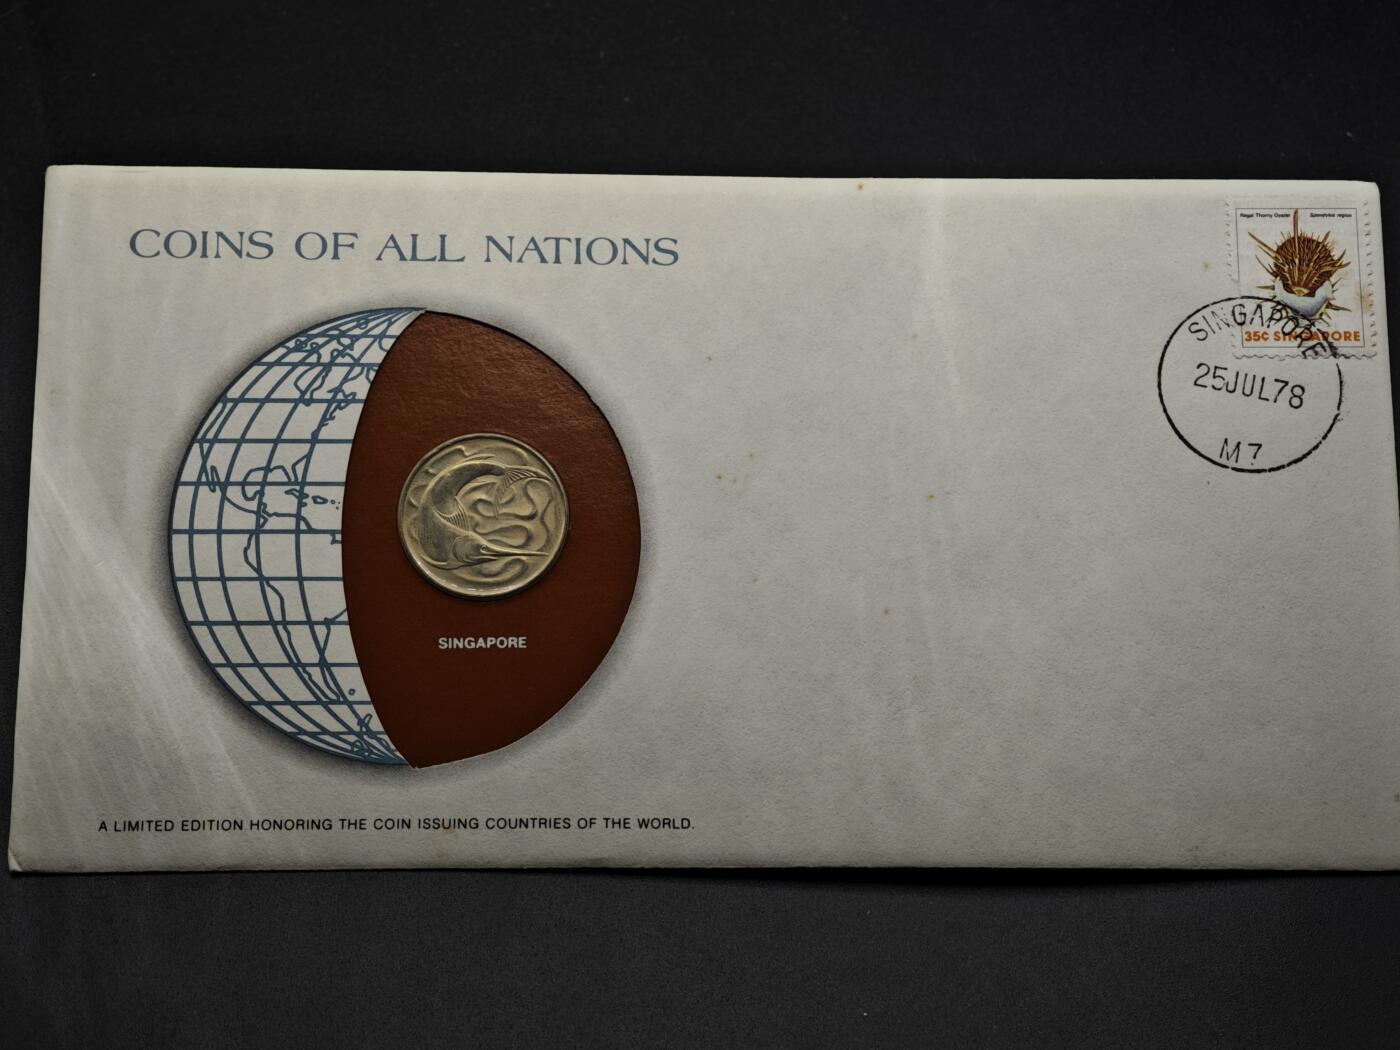 COINS OF ALL NATIONS
Regal Thorny Oyster Spondylus regius
35¢ SINGAPORE
SINGAPORE
25JUL78
M7
SINGAPORE
A LIMITED EDITION HONORING THE COIN ISSUING COUNTRIES OF THE WORLD.